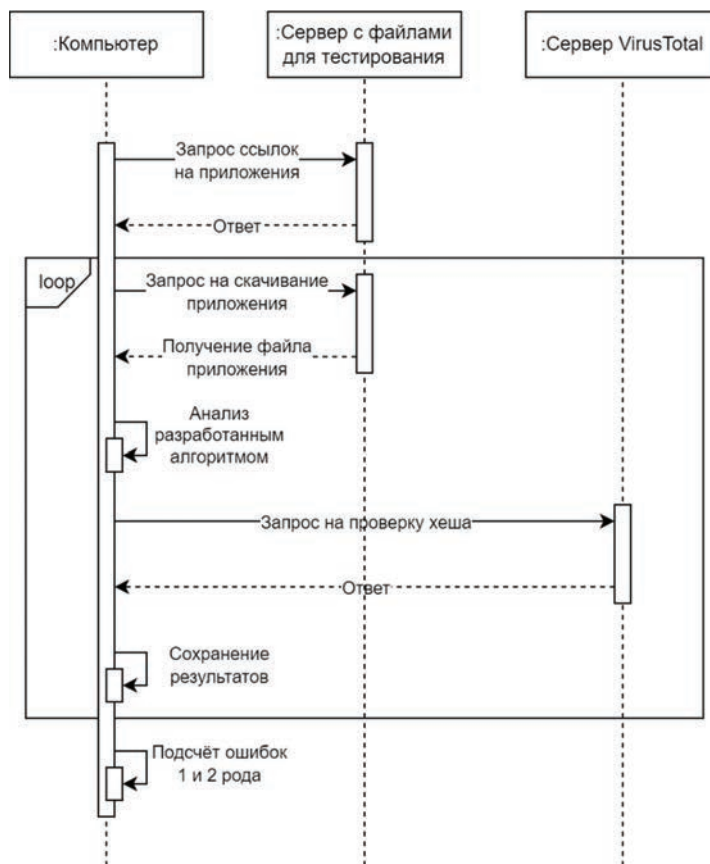 :Компьютер
:Сервер с файлами
для тестирования
:Сервер VirusTotal
Запрос ссылок
на приложения
Ответ
loop
Запрос на скачивание
приложения
Получение файла
приложения
Анализ
разработанным
алгоритмом
Запрос на проверку хеша
Ответ
Сохранение
результатов
Подсчёт ошибок
1 и 2 рода